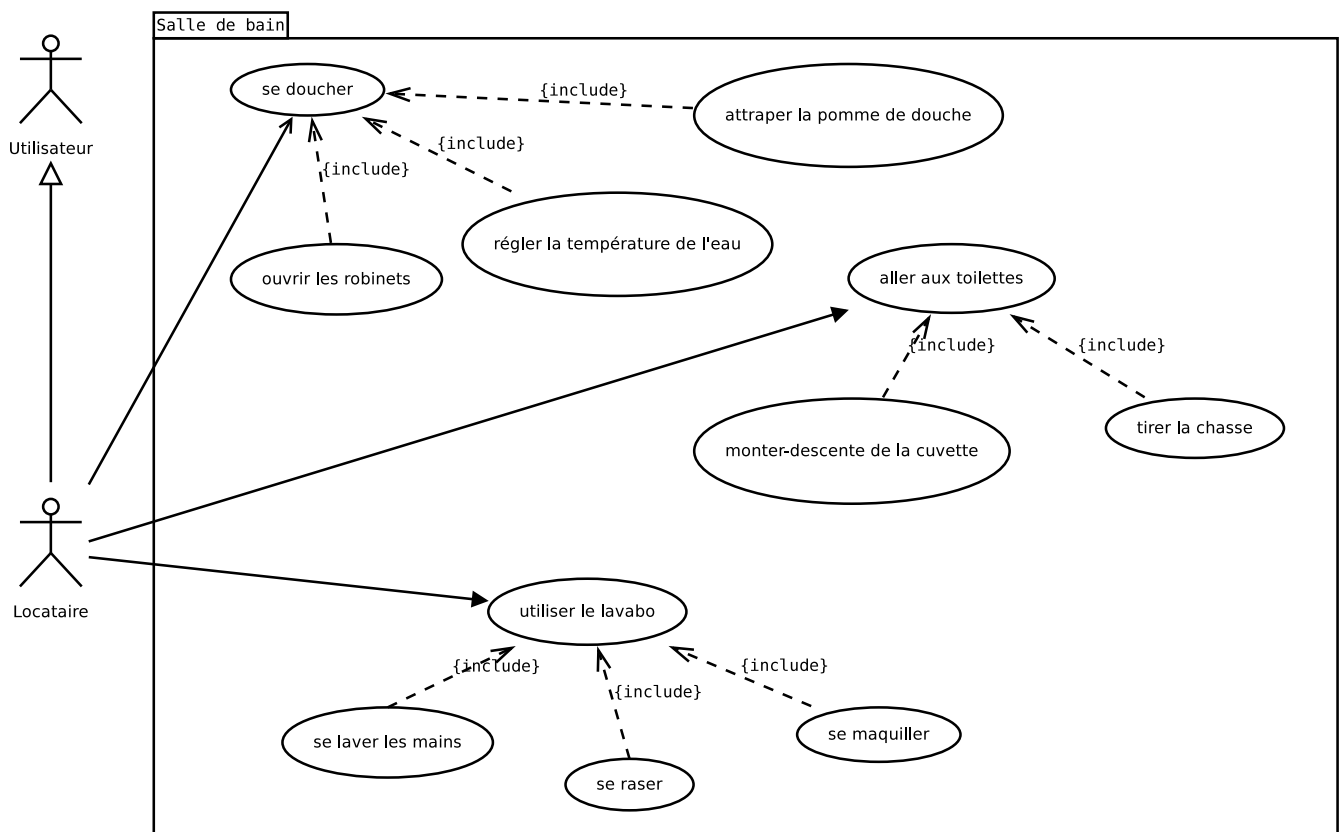 Salle de bain
se doucher
{include}
attraper la pomme de douche
Utilisateur
{include}
{include}
régler la température de l'eau
ouvrir les robinets
aller aux toilettes
{include}
{include}
monter-descente de la cuvette
tirer la chasse
Locataire
utiliser le lavabo
{include}
{include}
{include}
se laver les mains
se maquiller
se raser